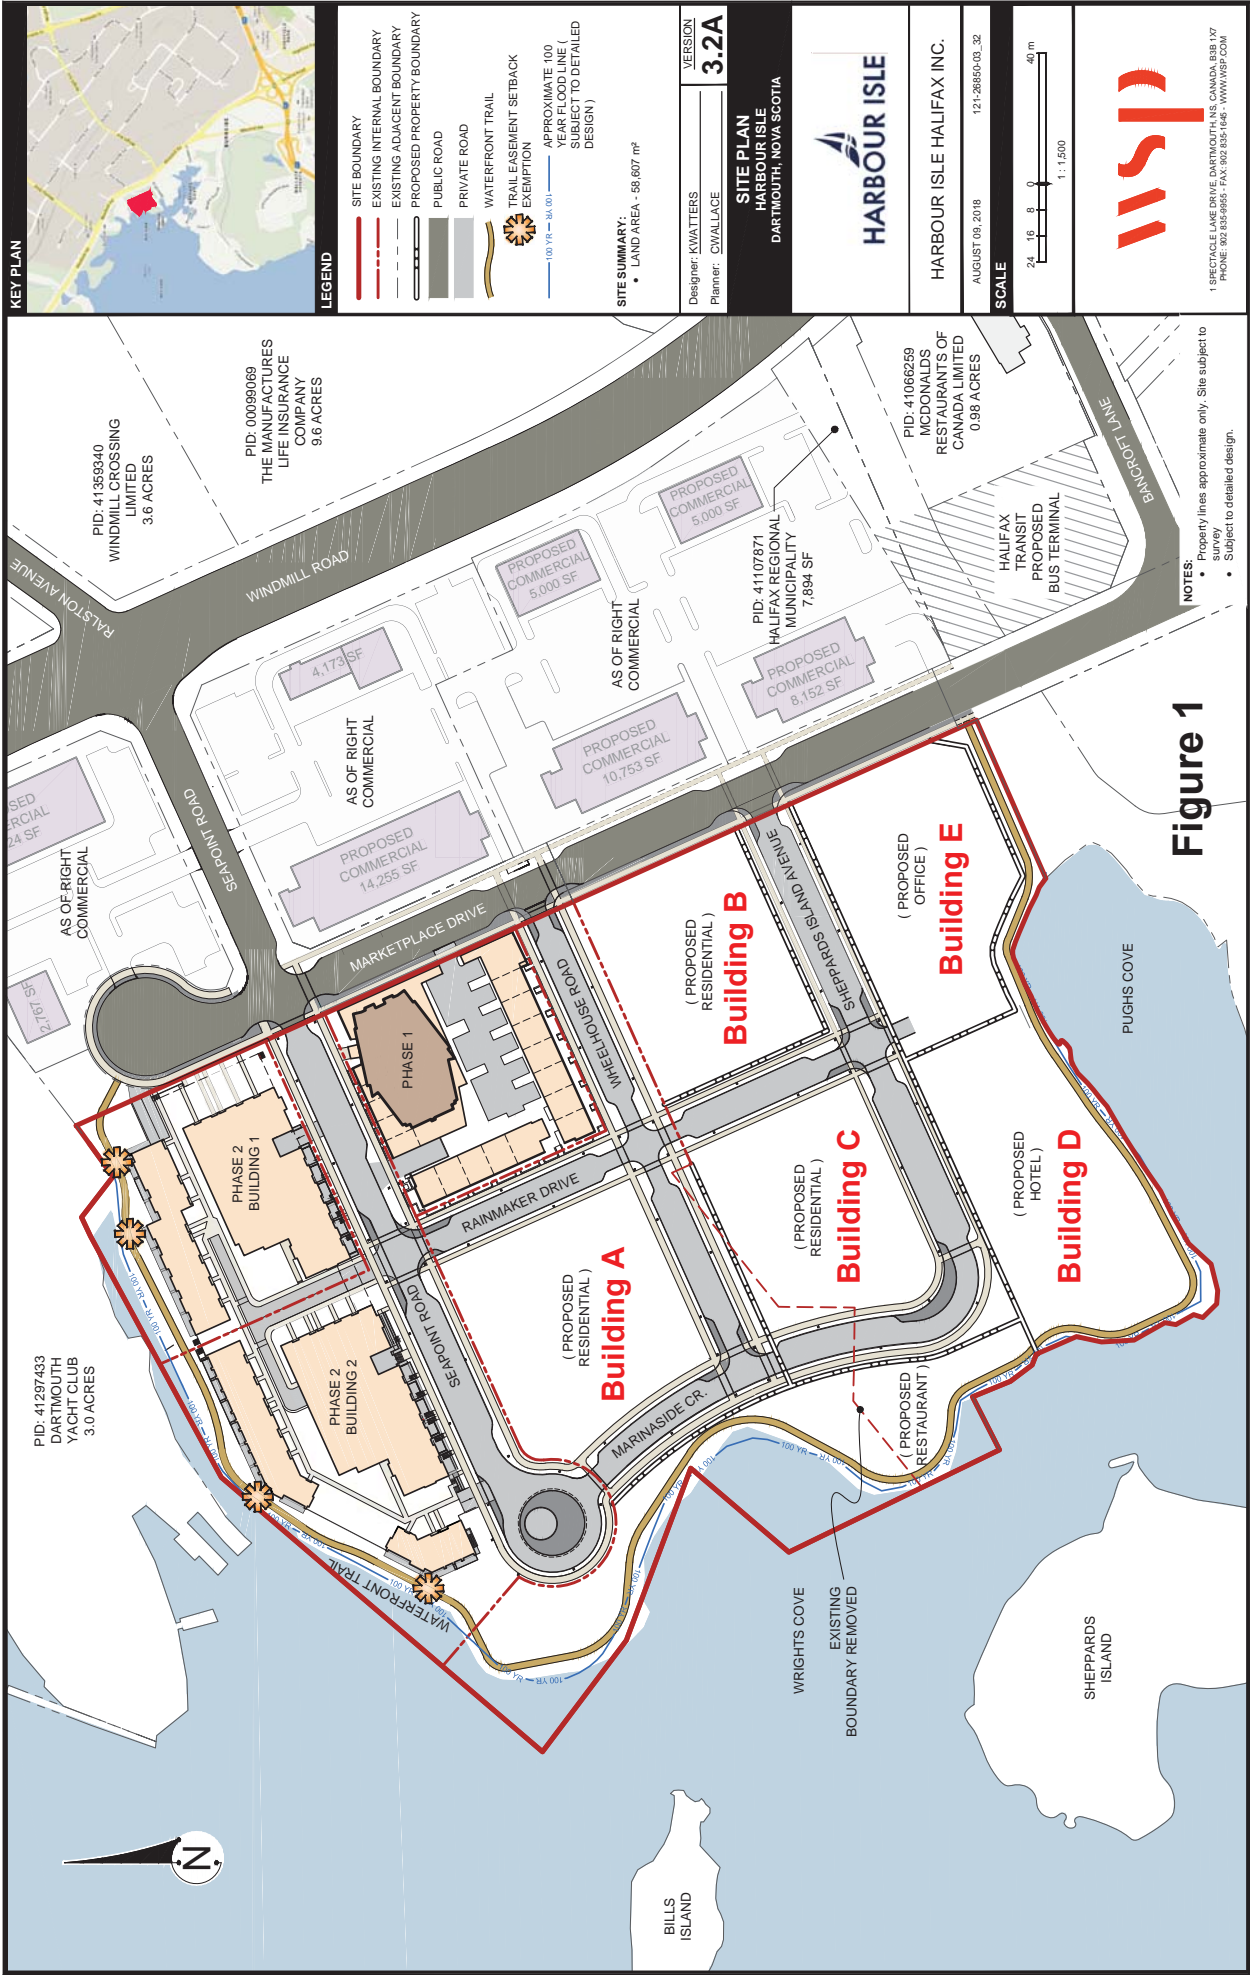 KEY PLAN
LEGEND
SITE BOUNDARY
EXISTING INTERNAL BOUNDARY
EXISTING ADJACENT BOUNDARY
PROPOSED PROPERTY BOUNDARY
PUBLIC ROAD
PRIVATE ROAD
WATERFRONT TRAIL
TRAIL EASEMENT SETBACK
EXEMPTION
100 YR
100 YR
APPROXIMATE 100
YEAR FLOOD LINE (
SUBJECT TO DETAILED
DESIGN )
SITE SUMMARY:
• LAND AREA - 58,607 m²
Designer: KWATTERS
Planner: CWALLACE
VERSION
3.2A
SITE PLAN
HARBOUR ISLE
DARTMOUTH, NOVA SCOTIA
HARBOUR ISLE
HARBOUR ISLE HALIFAX INC.
AUGUST 09, 2018
121-26850-03_32
SCALE
24 16 8 0 40 m
1 : 1,500
wsp
1 SPECTACLE LAKE DRIVE, DARTMOUTH, NS, CANADA, B3B 1X7
PHONE: 902 835-9955 - FAX: 902 835-1645 - WWW.WSP.COM
PID: 41359340
WINDMILL CROSSING
LIMITED
3.6 ACRES
PID: 00099069
THE MANUFACTURES
LIFE INSURANCE
COMPANY
9.6 ACRES
RALSTON AVENUE
WINDMILL ROAD
PID: 41066259
MCDONALDS
RESTAURANTS OF
CANADA LIMITED
0.98 ACRES
BANCROFT LANE
HALIFAX
TRANSIT
PROPOSED
BUS TERMINAL
NOTES:
• Property lines approximate only. Site subject to
survey
• Subject to detailed design.
PID: 41107871
HALIFAX REGIONAL
MUNICIPALITY
7,894 SF
PROPOSED
COMMERCIAL
5,000 SF
PROPOSED
COMMERCIAL
5,000 SF
4,173 SF
AS OF RIGHT
COMMERCIAL
AS OF RIGHT
COMMERCIAL
AS OF RIGHT
COMMERCIAL
PROPOSED
COMMERCIAL
8,152 SF
PROPOSED
COMMERCIAL
10,753 SF
PROPOSED
COMMERCIAL
14,255 SF
SED
ERCIAL
24 SF
2,767 SF
SEAPOINT ROAD
MARKETPLACE DRIVE
WHEELHOUSE ROAD
SHEPPARDS ISLAND AVENUE
RAINMAKER DRIVE
SEAPOINT ROAD
MARINASIDE CR.
WATERFRONT TRAIL
PHASE 1
PHASE 2
BUILDING 1
PHASE 2
BUILDING 2
( PROPOSED
RESIDENTIAL )
Building A
( PROPOSED
RESIDENTIAL )
Building B
( PROPOSED
RESIDENTIAL )
Building C
( PROPOSED
HOTEL )
Building D
( PROPOSED
OFFICE )
Building E
( PROPOSED
RESTAURANT )
Figure 1
PUGHS COVE
PID: 41297433
DARTMOUTH
YACHT CLUB
3.0 ACRES
WRIGHTS COVE
EXISTING
BOUNDARY REMOVED
SHEPPARDS
ISLAND
BILLS
ISLAND
N